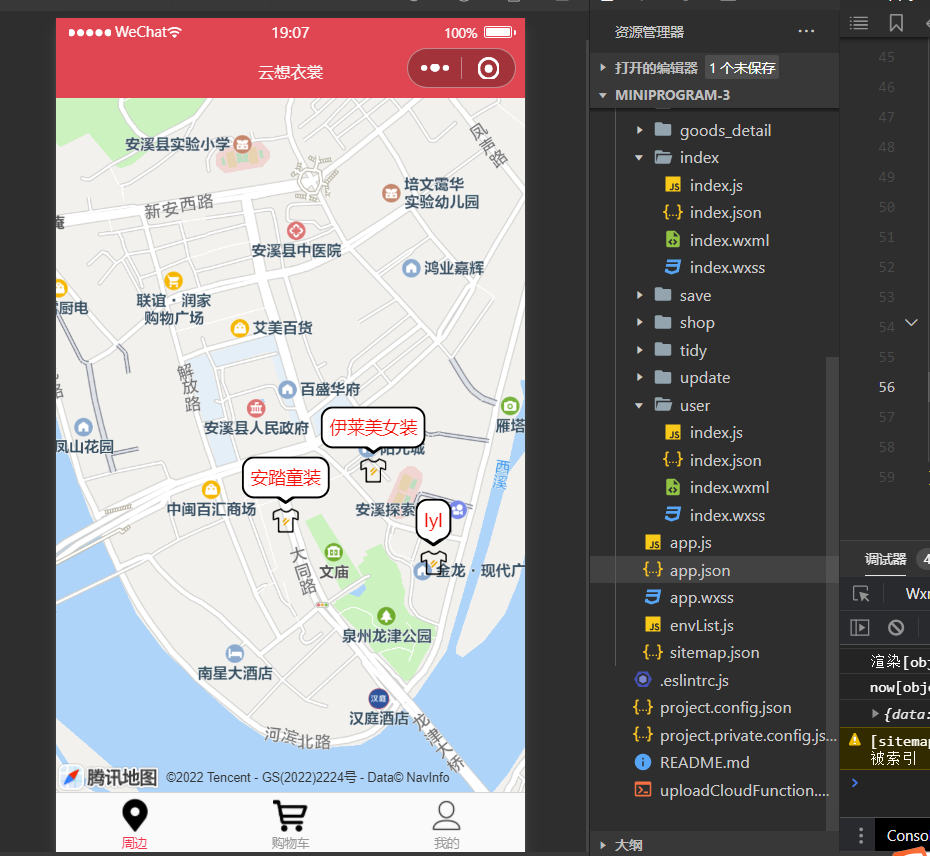 WeChat
19:07
100%
云想衣裳
安溪县实验小学
凤声路
培文霭华
实验幼儿园
新安西路
安溪县中医院
鸿业嘉辉
联谊·润家
购物广场
厨电
艾美百货
解放路
百盛华府
安溪县人民政府
伊莱美女装
雁塔
凤山花园
阳光城
西溪
安踏童装
中闽百汇商场
安溪探索
lyl
大同路
文庙
金龙·现代广
泉州龙津公园
南星大酒店
汉庭
汉庭酒店
龙津大桥
河滨北路
腾讯地图
©2022 Tencent - GS(2022)2224号 - Data© NavInfo
周边
购物车
我的
资源管理器
打开的编辑器
1 个未保存
MINIPROGRAM-3
goods_detail
index
index.js
index.json
index.wxml
index.wxss
save
shop
tidy
update
user
index.js
index.json
index.wxml
index.wxss
app.js
app.json
app.wxss
envList.js
sitemap.json
.eslintrc.js
project.config.json
project.private.config.js...
README.md
uploadCloudFunction....
大纲
45
46
47
48
49
50
51
52
53
54
55
56
57
58
59
调试器
4
Wxm
渲染[obj
now[obje
{data:
[sitemap
被索引
Conso